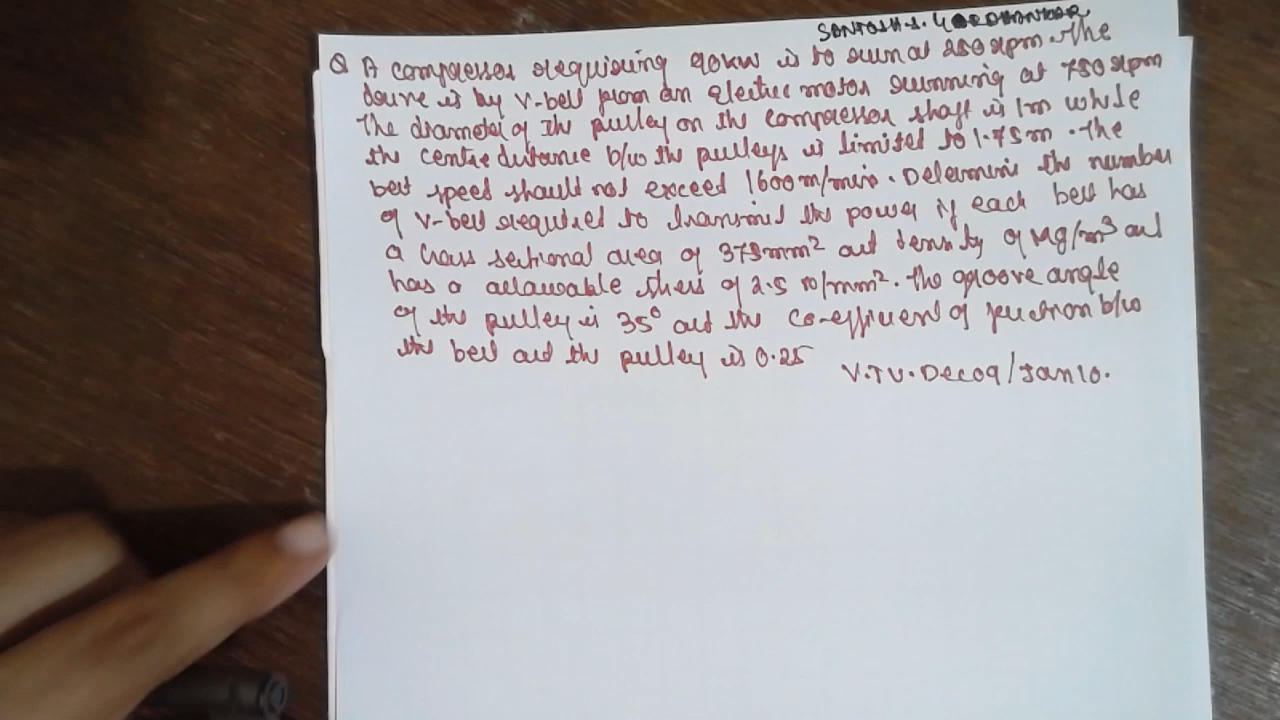 SANTOSH.S.
Q A compressor requiring 90kW is to run at 250 rpm. The
drive is by V-belt from an electric motor running at 750 rpm
The diameter of the pulley on the compressor shaft is 1m while
the centre distance b/w the pulleys is limited to 1.75m. The
belt speed should not exceed 1600m/min. Determine the number
of V-belt required to transmit the power if each belt has
a cross sectional area of 375mm² and density of Mg/m³ and
has a allowable stress of 2.5 N/mm². The groove angle
of the pulley is 35° and the co-efficient of friction b/w
the belt and the pulley is 0.25
V.T.U. Dec09/Jan10.